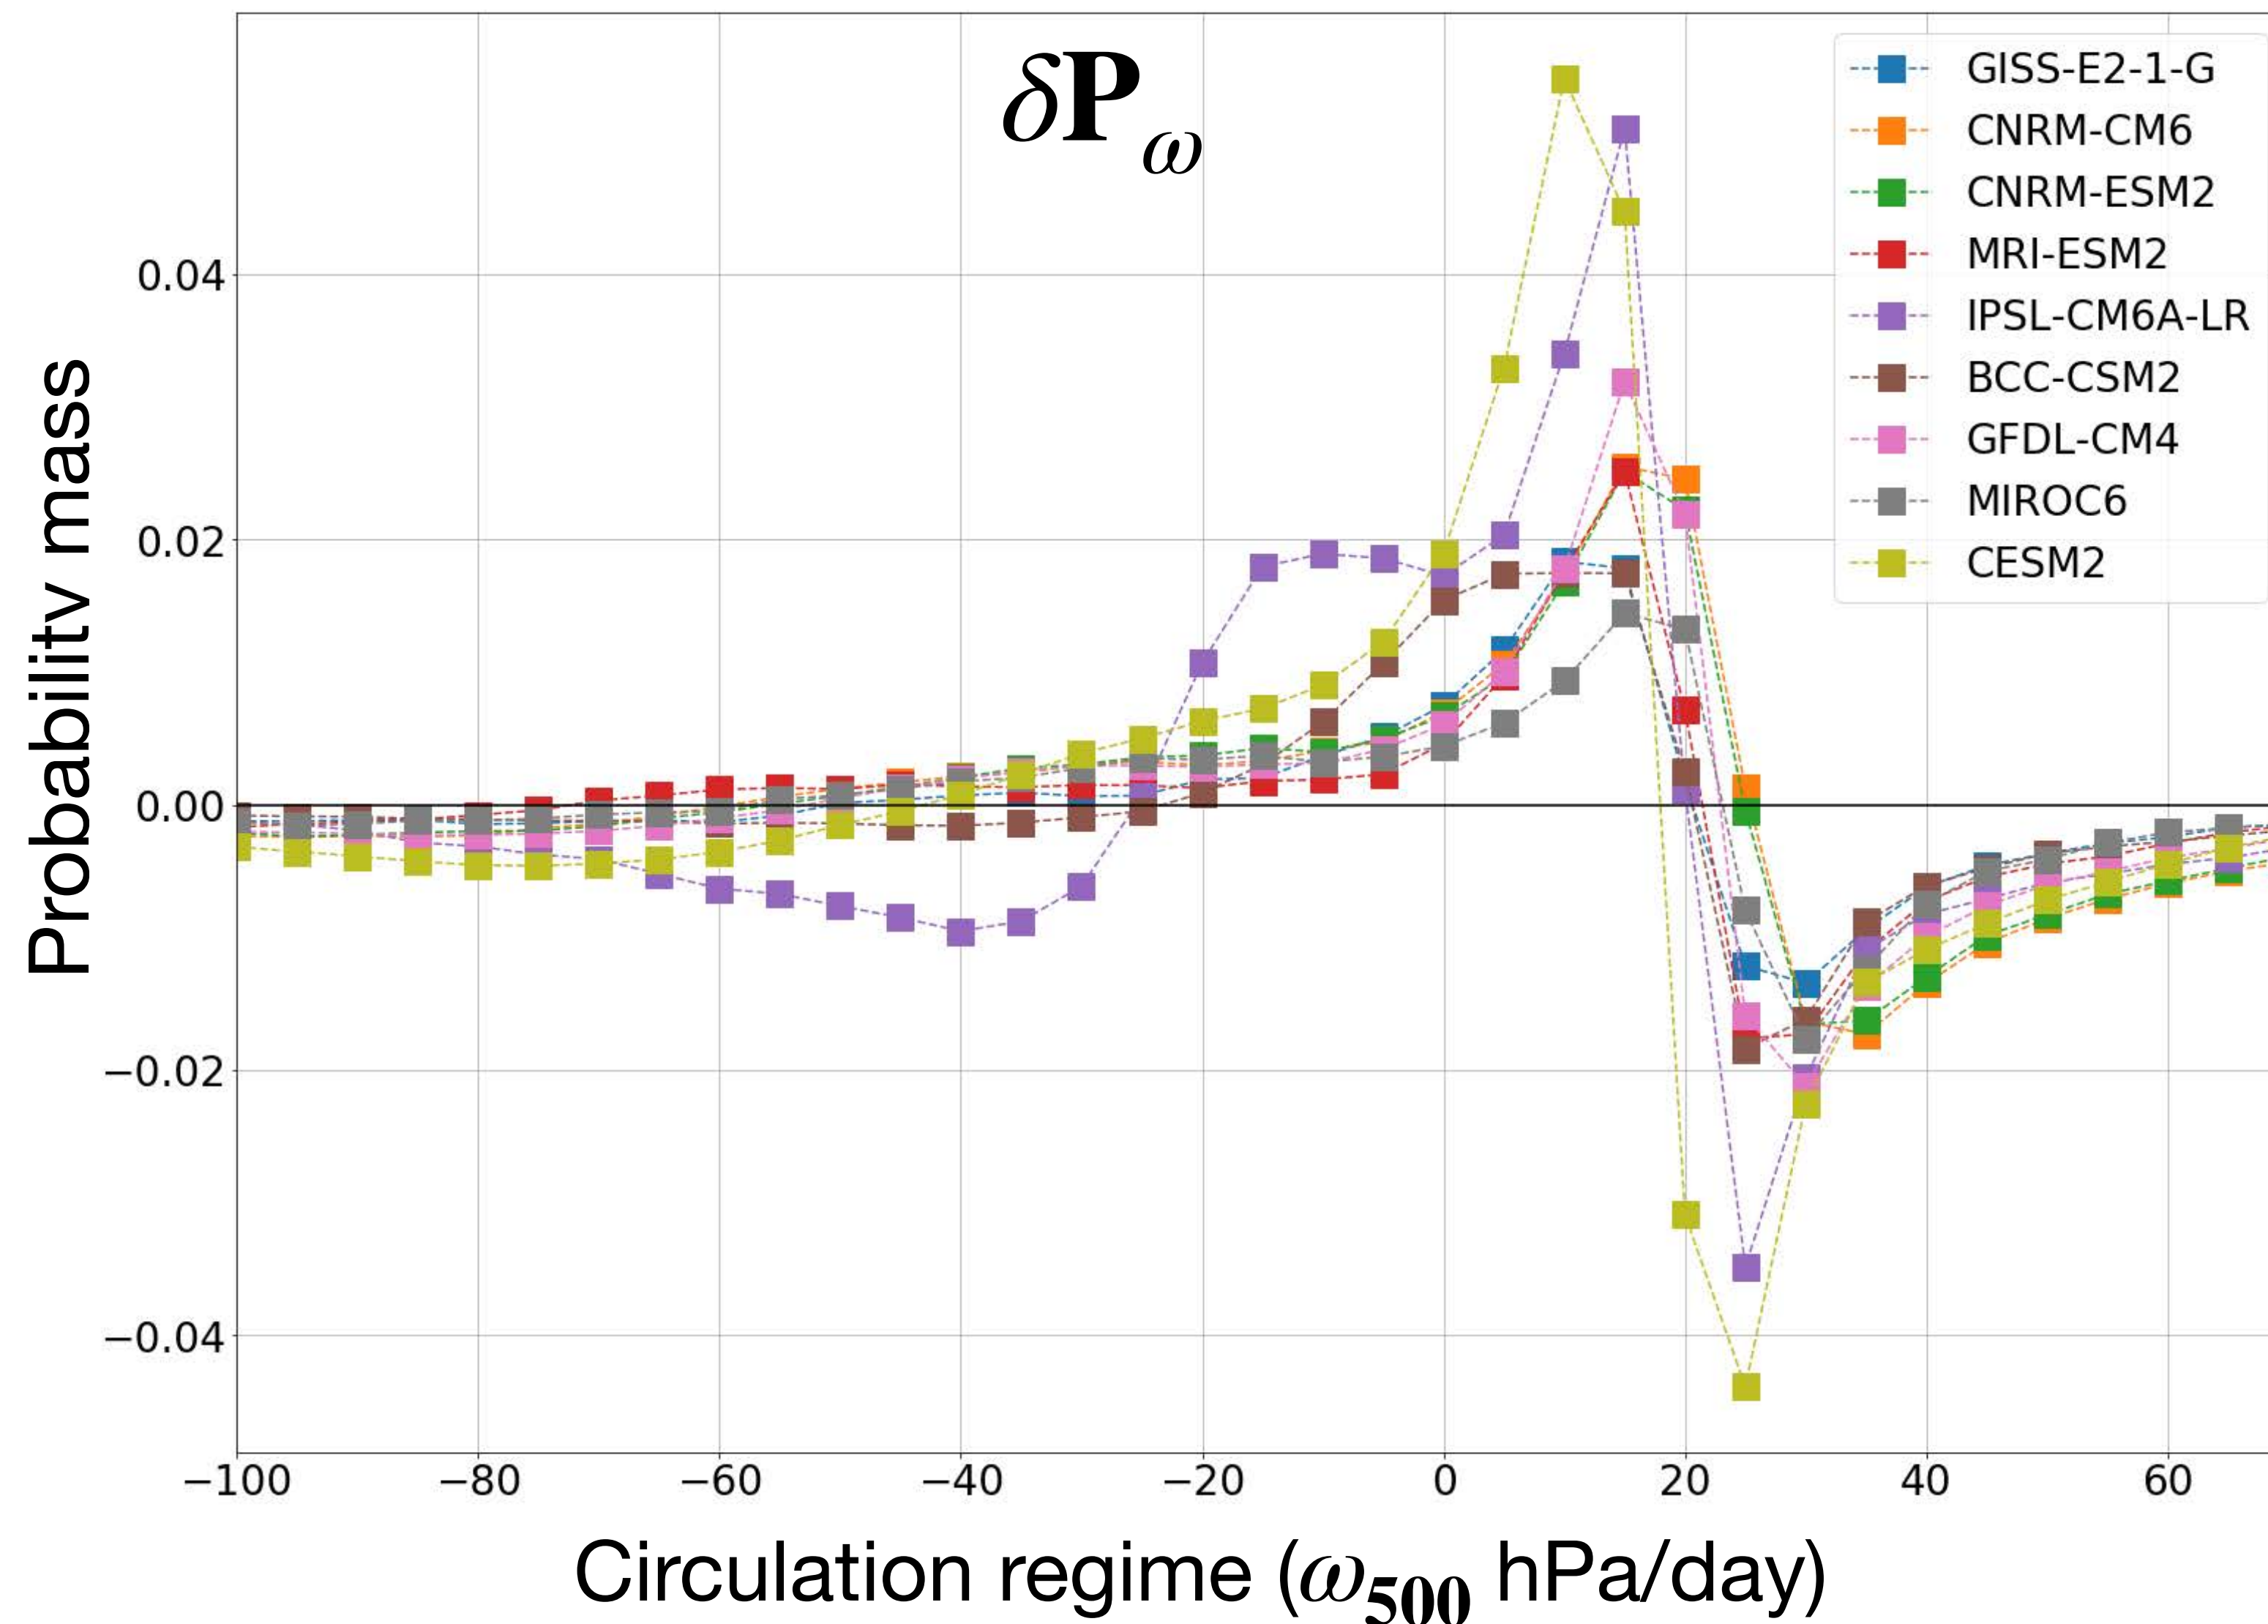 δPω
GISS-E2-1-G
CNRM-CM6
CNRM-ESM2
MRI-ESM2
IPSL-CM6A-LR
BCC-CSM2
GFDL-CM4
MIROC6
CESM2
Probability mass
0.04
0.02
0.00
−0.02
−0.04
−100 −80 −60 −40 −20 0 20 40 60
Circulation regime (ω500 hPa/day)